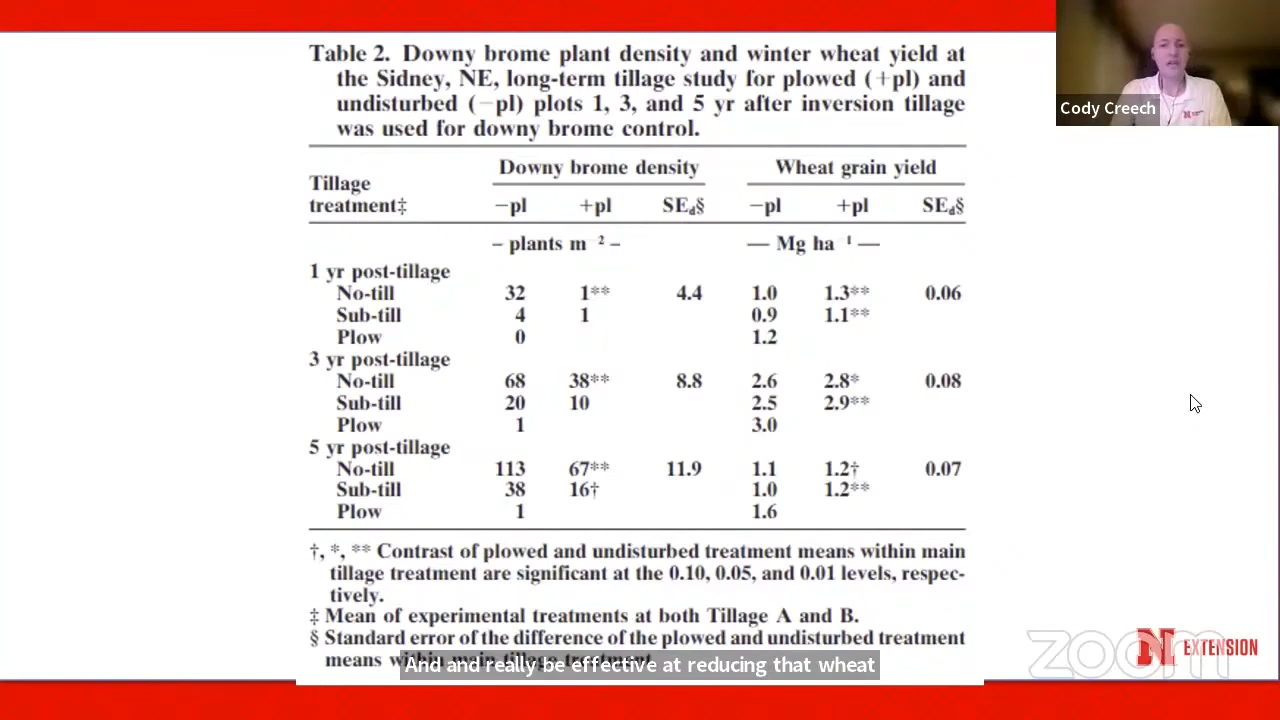 Table 2. Downy brome plant density and winter wheat yield at
the Sidney, NE, long-term tillage study for plowed (+pl) and
undisturbed (−pl) plots 1, 3, and 5 yr after inversion tillage
was used for downy brome control.
Downy brome density Wheat grain yield
Tillage
treatment‡ −pl +pl SEd§ −pl +pl SEd§
– plants m 2 – — Mg ha 1 —
1 yr post-tillage
No-till 32 1** 4.4 1.0 1.3** 0.06
Sub-till 4 1 0.9 1.1**
Plow 0 1.2
3 yr post-tillage
No-till 68 38** 8.8 2.6 2.8* 0.08
Sub-till 20 10 2.5 2.9**
Plow 1 3.0
5 yr post-tillage
No-till 113 67** 11.9 1.1 1.2† 0.07
Sub-till 38 16† 1.0 1.2**
Plow 1 1.6
†, *, ** Contrast of plowed and undisturbed treatment means within main
tillage treatment are significant at the 0.10, 0.05, and 0.01 levels, respec-
tively.
‡ Mean of experimental treatments at both Tillage A and B.
§ Standard error of the difference of the plowed and undisturbed treatment
means
And and really be effective at reducing that wheat
Cody Creech
zoom
N EXTENSION